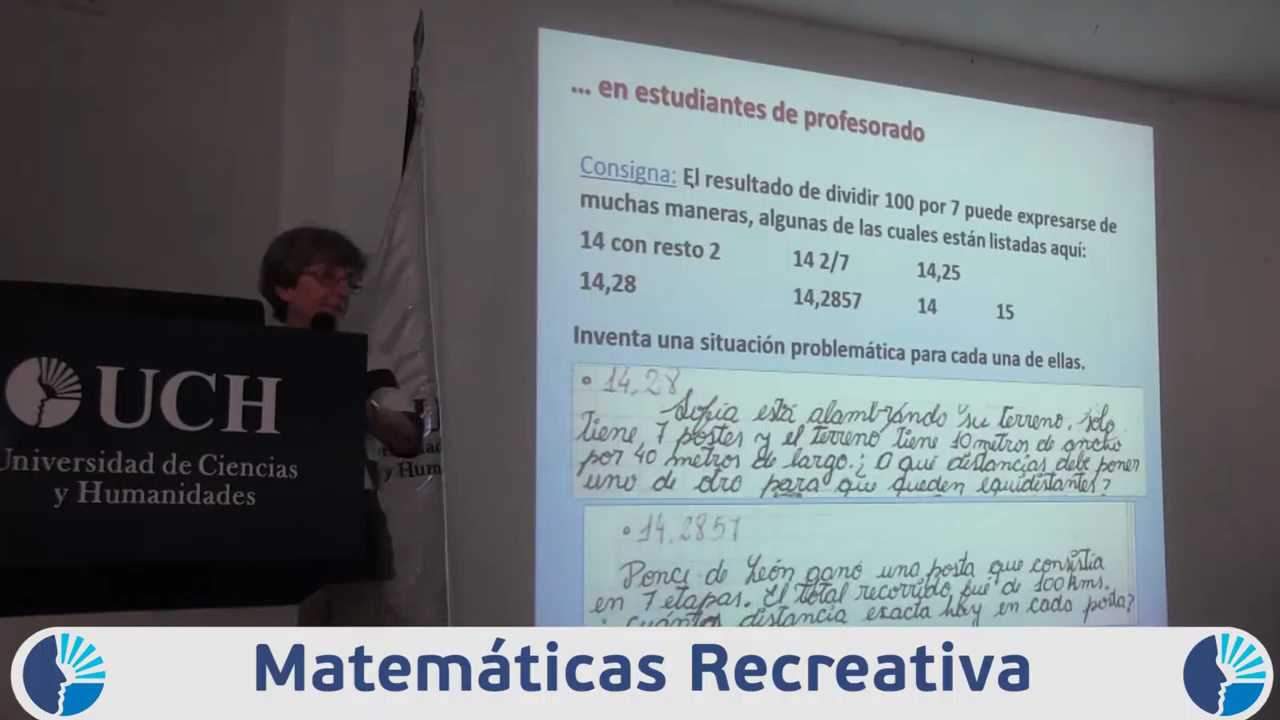 ... en estudiantes de profesorado
Consigna: El resultado de dividir 100 por 7 puede expresarse de
muchas maneras, algunas de las cuales están listadas aquí:
14 con resto 2 14 2/7 14,25
14,28 14,2857 14 15
Inventa una situación problemática para cada una de ellas.
• 14,28
Sofía está alambrando su terreno. Sólo
tiene 7 postes y el terreno tiene 10 metros de ancho
por 40 metros de largo. ¿A qué distancias debe poner
uno de otro para que queden equidistantes?
• 14,2857
Ponce de León ganó una posta que consistía
en 7 etapas. El total recorrido fué de 100 kms.
¿cuánta distancia exacta hay en cada posta?
UCH
Universidad de Ciencias
y Humanidades
U
y Hum
Matemáticas Recreativa